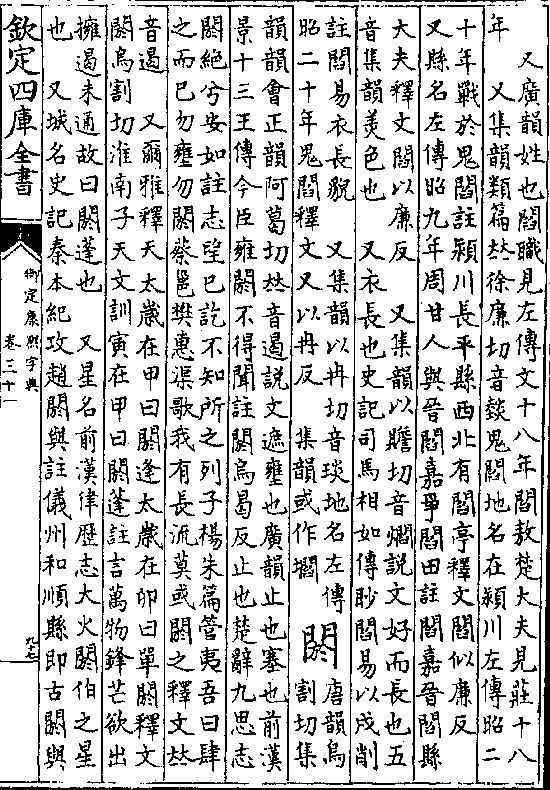 又廣韻姓也閻職見左傳文十八年閻敖楚大夫見莊十八
年　又集韻類篇𠀤徐廉切音燅鬼閻地名在潁川左傳昭二
十年戰於鬼閻註潁川長平縣西北有閻亭釋文閻似廉反
又縣名左傳昭九年周甘人與晉閻嘉爭閻田註閻嘉晉閻縣
大夫釋文閻以廉反　又集韻以贍切音爓說文好而長也五
音集韻美色也　又衣長也史記司馬相如傳眇閻易以戌削
註閻易衣長貌　又集韻以冉切音琰地名左傳
昭二十年鬼閻釋文又以冉反　集韻或作壛
閼
唐韻烏
割切集
韻韻會正韻阿葛切𠀤音遏說文遮壅也廣韻止也塞也前漢
景十三王傳今臣雍閼不得聞註閼烏曷反止也楚辭九思志
閼絕兮安如註志望已訖不知所之列子楊朱篇管夷吾曰肆
之而已勿壅勿閼蔡邕樊惠渠歌我有長流莫或閼之釋文𠀤
音遏　又爾雅釋天太歲在甲曰閼逢太歲在卯曰單閼釋文
閼烏割切淮南子天文訓寅在甲曰閼蓬註言萬物鋒芒欲出
擁遏未通故曰閼蓬也　又星名前漢律歷志大火閼伯之星
也　又城名史記秦本紀攻趙閼與註儀州和順縣即古閼與
欽定四庫全書
御定康熙字典
卷三十一